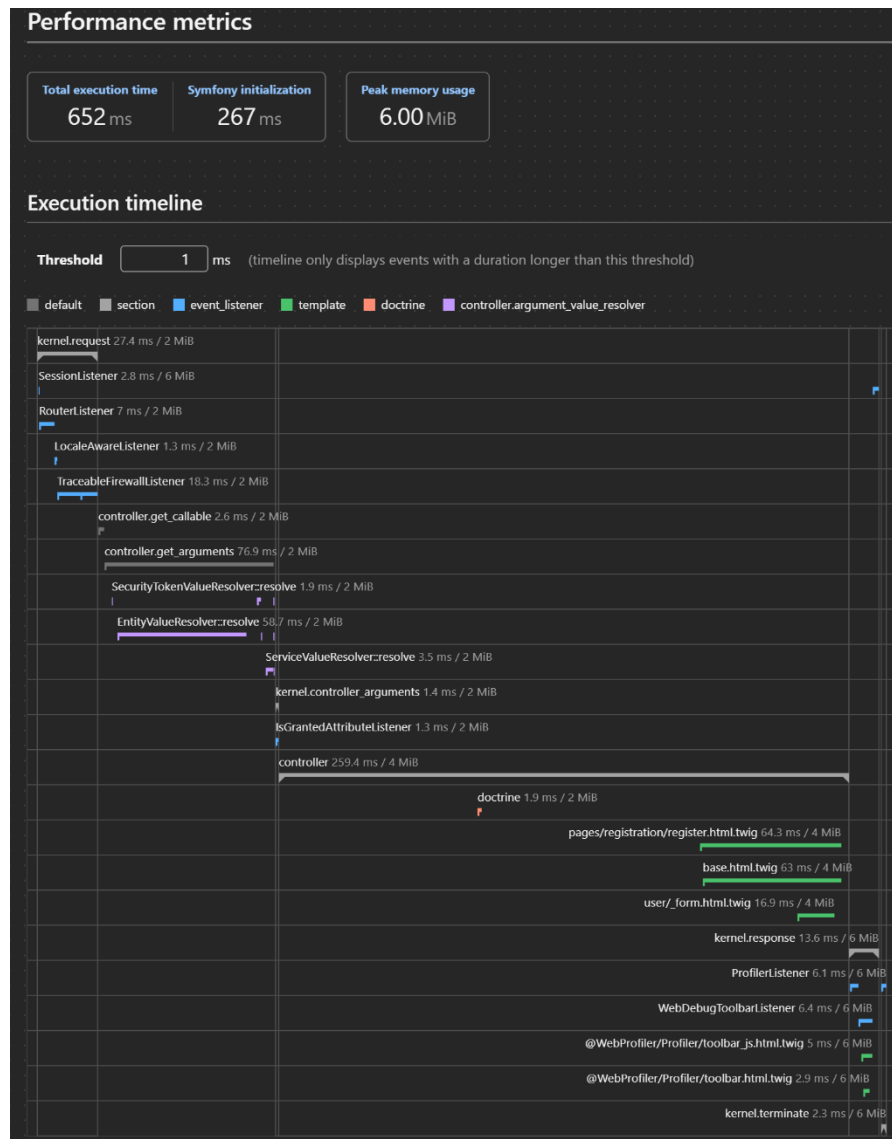 Performance metrics
Total execution time Symfony initialization Peak memory usage
652 ms 267 ms 6.00 MiB
Execution timeline
Threshold 1 ms (timeline only displays events with a duration longer than this threshold)
default section event_listener template doctrine controller.argument_value_resolver
kernel.request 27.4 ms / 2 MiB
SessionListener 2.8 ms / 6 MiB
RouterListener 7 ms / 2 MiB
LocaleAwareListener 1.3 ms / 2 MiB
TraceableFirewallListener 18.3 ms / 2 MiB
controller.get_callable 2.6 ms / 2 MiB
controller.get_arguments 76.9 ms / 2 MiB
SecurityTokenValueResolver::resolve 1.9 ms / 2 MiB
EntityValueResolver::resolve 58.7 ms / 2 MiB
ServiceValueResolver::resolve 3.5 ms / 2 MiB
kernel.controller_arguments 1.4 ms / 2 MiB
IsGrantedAttributeListener 1.3 ms / 2 MiB
controller 259.4 ms / 4 MiB
doctrine 1.9 ms / 2 MiB
pages/registration/register.html.twig 64.3 ms / 4 MiB
base.html.twig 63 ms / 4 MiB
user/_form.html.twig 16.9 ms / 4 MiB
kernel.response 13.6 ms / 6 MiB
ProfilerListener 6.1 ms / 6 MiB
WebDebugToolbarListener 6.4 ms / 6 MiB
@WebProfiler/Profiler/toolbar_js.html.twig 5 ms / 6 MiB
@WebProfiler/Profiler/toolbar.html.twig 2.9 ms / 6 MiB
kernel.terminate 2.3 ms / 6 MiB